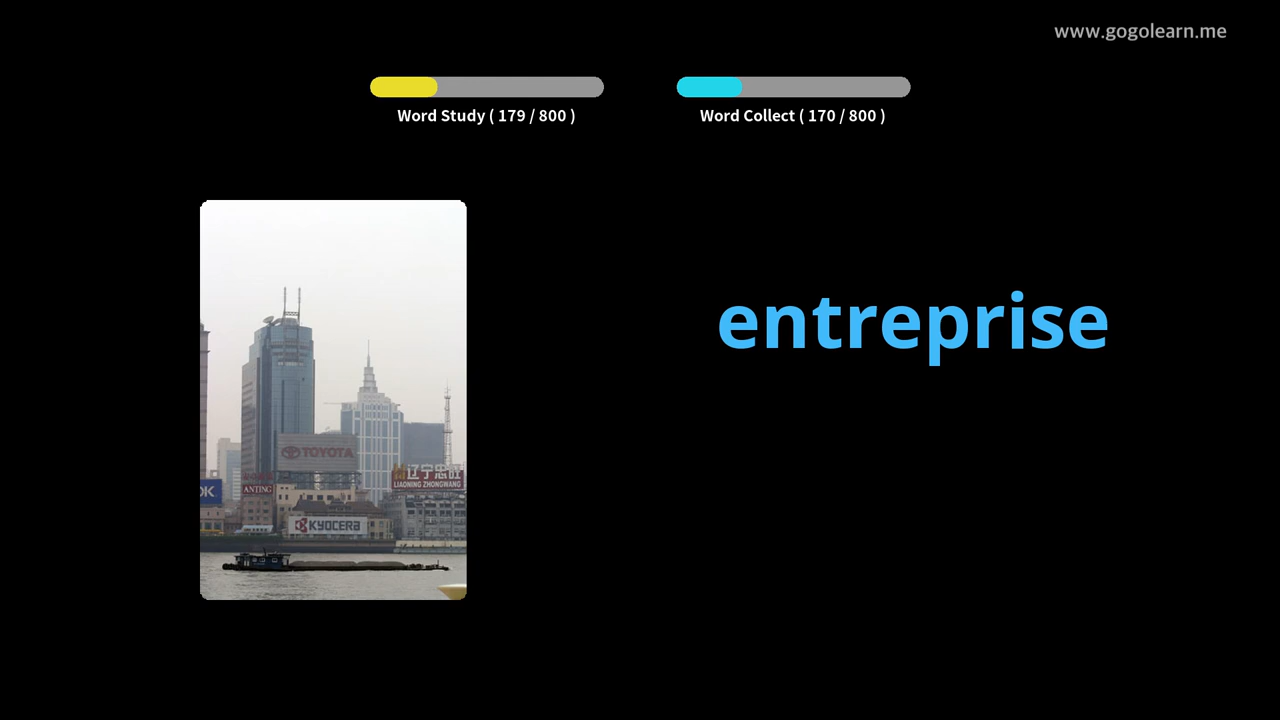 www.gogolearn.me
Word Study ( 179 / 800 )
Word Collect ( 170 / 800 )
entreprise
TOYOTA
辽宁忠旺
LIAONING ZHONGWANG
OK
ANTING
KYOCERA